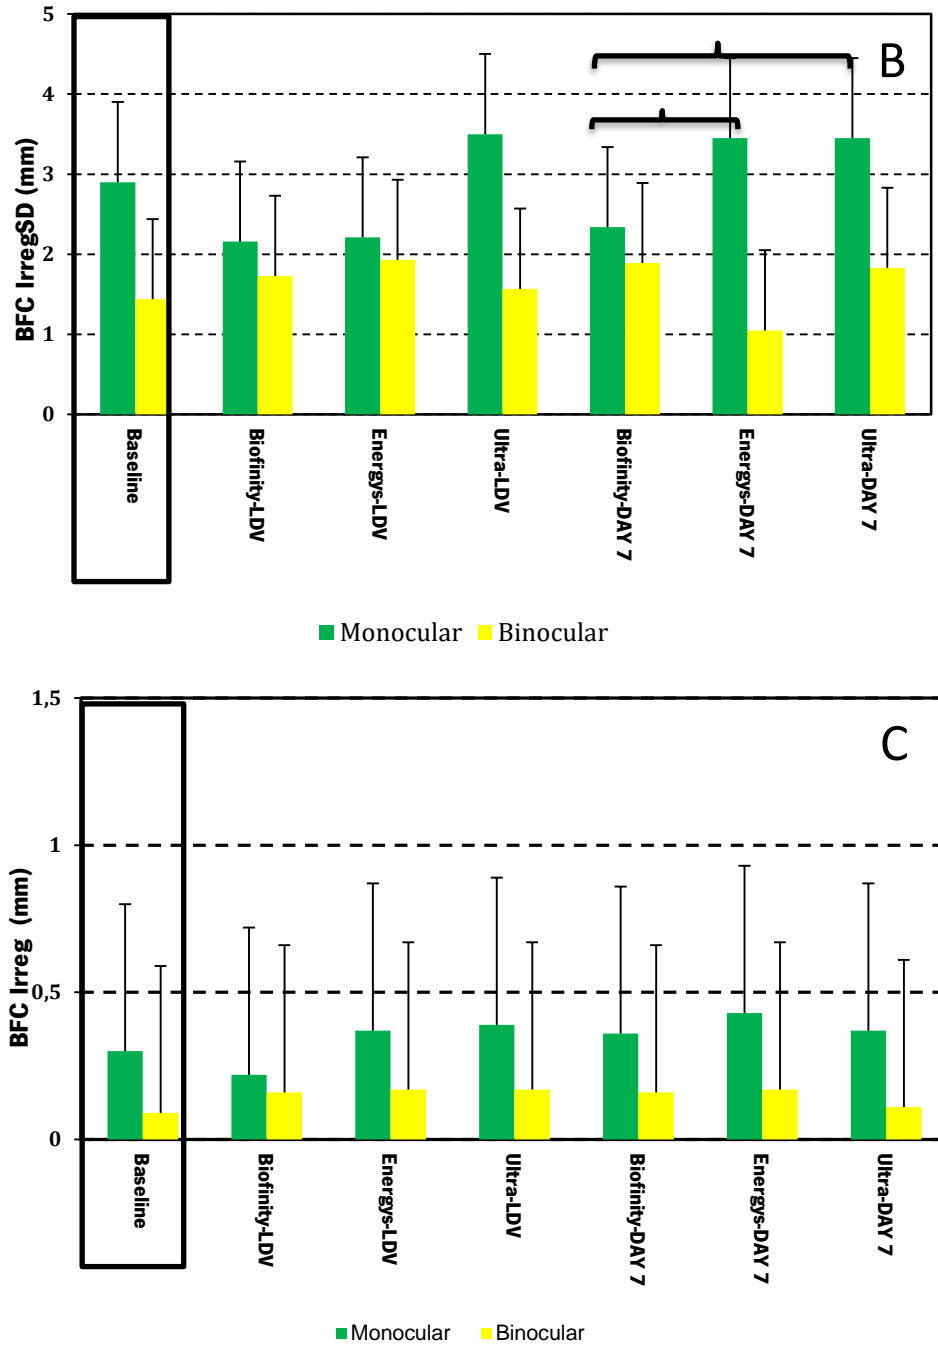 5
B
4
3
2
1
0
BFC IrregSD (mm)
Baseline
Biofinity-LDV
Energys-LDV
Ultra-LDV
Biofinity-DAY 7
Energys-DAY 7
Ultra-DAY 7
Monocular Binocular
1,5
C
1
0,5
0
BFC Irreg (mm)
Baseline
Biofinity-LDV
Energys-LDV
Ultra-LDV
Biofinity-DAY 7
Energys-DAY 7
Ultra-DAY 7
Monocular Binocular